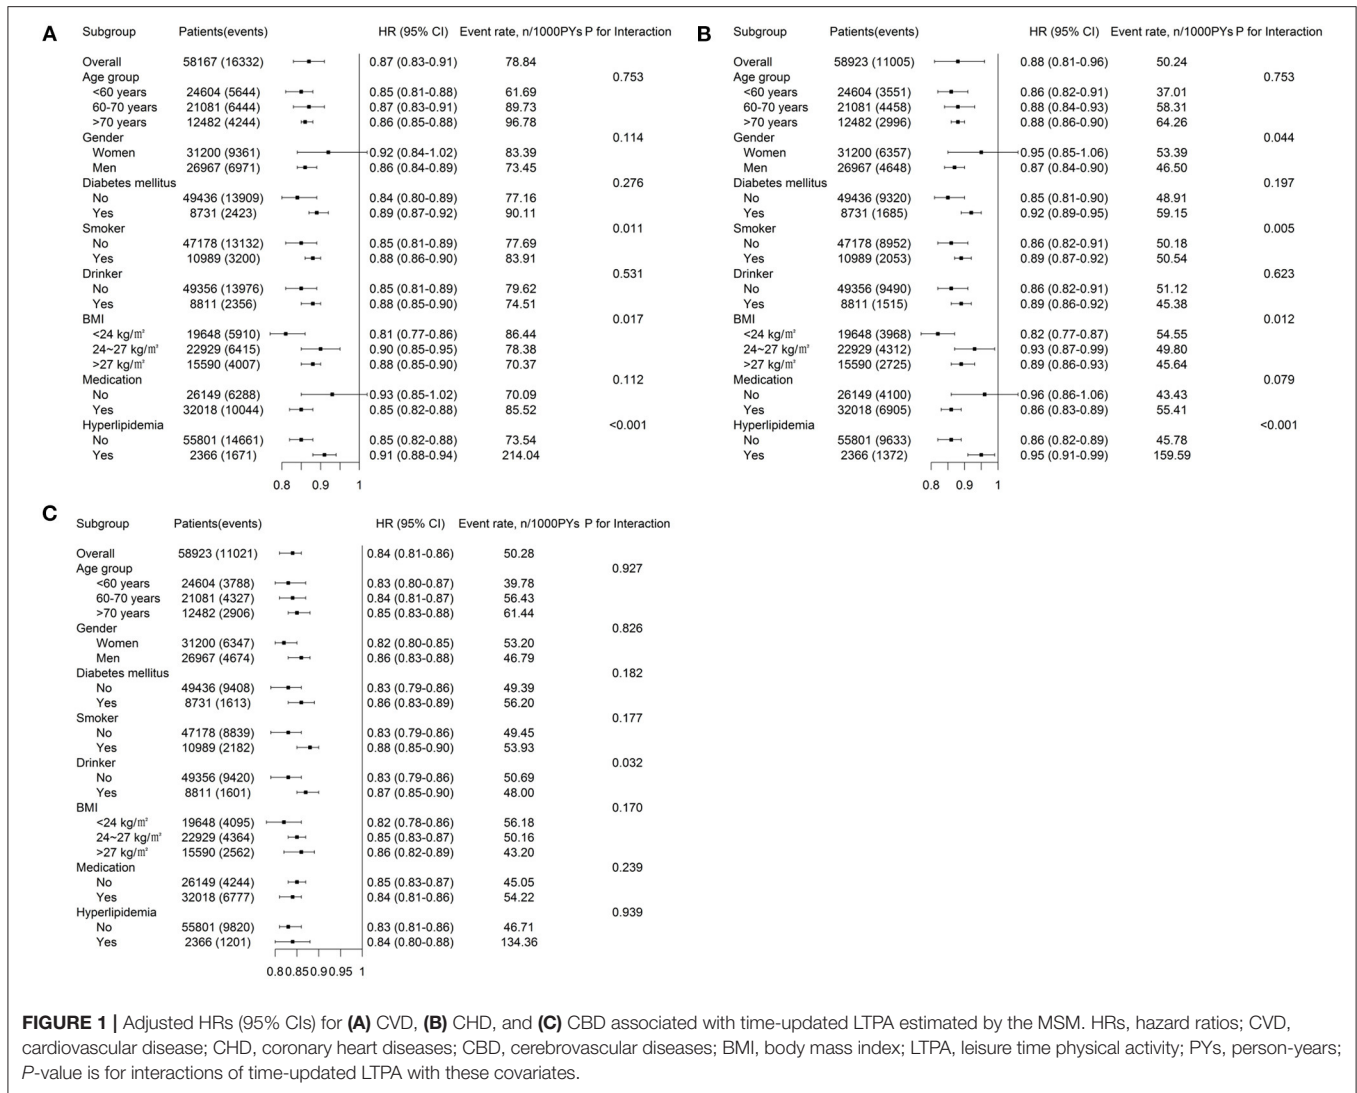 A Subgroup Patients(events) HR (95% CI) Event rate, n/1000PYs P for Interaction
Overall 58167 (16332) 0.87 (0.83-0.91) 78.84
Age group 0.753
<60 years 24604 (5644) 0.85 (0.81-0.88) 61.69
60-70 years 21081 (6444) 0.87 (0.83-0.91) 89.73
>70 years 12482 (4244) 0.86 (0.85-0.88) 96.78
Gender 0.114
Women 31200 (9361) 0.92 (0.84-1.02) 83.39
Men 26967 (6971) 0.86 (0.84-0.89) 73.45
Diabetes mellitus 0.276
No 49436 (13909) 0.84 (0.80-0.89) 77.16
Yes 8731 (2423) 0.89 (0.87-0.92) 90.11
Smoker 0.011
No 47178 (13132) 0.85 (0.81-0.89) 77.69
Yes 10989 (3200) 0.88 (0.86-0.90) 83.91
Drinker 0.531
No 49356 (13976) 0.85 (0.81-0.89) 79.62
Yes 8811 (2356) 0.88 (0.85-0.90) 74.51
BMI 0.017
<24 kg/㎡ 19648 (5910) 0.81 (0.77-0.86) 86.44
24~27 kg/㎡ 22929 (6415) 0.90 (0.85-0.95) 78.38
>27 kg/㎡ 15590 (4007) 0.88 (0.85-0.90) 70.37
Medication 0.112
No 26149 (6288) 0.93 (0.85-1.02) 70.09
Yes 32018 (10044) 0.85 (0.82-0.88) 85.52
Hyperlipidemia <0.001
No 55801 (14661) 0.85 (0.82-0.88) 73.54
Yes 2366 (1671) 0.91 (0.88-0.94) 214.04
0.8 0.9 1
B Subgroup Patients(events) HR (95% CI) Event rate, n/1000PYs P for Interaction
Overall 58923 (11005) 0.88 (0.81-0.96) 50.24
Age group 0.753
<60 years 24604 (3551) 0.86 (0.82-0.91) 37.01
60-70 years 21081 (4458) 0.88 (0.84-0.93) 58.31
>70 years 12482 (2996) 0.88 (0.86-0.90) 64.26
Gender 0.044
Women 31200 (6357) 0.95 (0.85-1.06) 53.39
Men 26967 (4648) 0.87 (0.84-0.90) 46.50
Diabetes mellitus 0.197
No 49436 (9320) 0.85 (0.81-0.90) 48.91
Yes 8731 (1685) 0.92 (0.89-0.95) 59.15
Smoker 0.005
No 47178 (8952) 0.86 (0.82-0.91) 50.18
Yes 10989 (2053) 0.89 (0.87-0.92) 50.54
Drinker 0.623
No 49356 (9490) 0.86 (0.82-0.91) 51.12
Yes 8811 (1515) 0.89 (0.86-0.92) 45.38
BMI 0.012
<24 kg/㎡ 19648 (3968) 0.82 (0.77-0.87) 54.55
24~27 kg/㎡ 22929 (4312) 0.93 (0.87-0.99) 49.80
>27 kg/㎡ 15590 (2725) 0.89 (0.86-0.93) 45.64
Medication 0.079
No 26149 (4100) 0.96 (0.86-1.06) 43.43
Yes 32018 (6905) 0.86 (0.83-0.89) 55.41
Hyperlipidemia <0.001
No 55801 (9633) 0.86 (0.82-0.89) 45.78
Yes 2366 (1372) 0.95 (0.91-0.99) 159.59
0.8 0.9 1
C Subgroup Patients(events) HR (95% CI) Event rate, n/1000PYs P for Interaction
Overall 58923 (11021) 0.84 (0.81-0.86) 50.28
Age group 0.927
<60 years 24604 (3788) 0.83 (0.80-0.87) 39.78
60-70 years 21081 (4327) 0.84 (0.81-0.87) 56.43
>70 years 12482 (2906) 0.85 (0.83-0.88) 61.44
Gender 0.826
Women 31200 (6347) 0.82 (0.80-0.85) 53.20
Men 26967 (4674) 0.86 (0.83-0.88) 46.79
Diabetes mellitus 0.182
No 49436 (9408) 0.83 (0.79-0.86) 49.39
Yes 8731 (1613) 0.86 (0.83-0.89) 56.20
Smoker 0.177
No 47178 (8839) 0.83 (0.79-0.86) 49.45
Yes 10989 (2182) 0.88 (0.85-0.90) 53.93
Drinker 0.032
No 49356 (9420) 0.83 (0.79-0.86) 50.69
Yes 8811 (1601) 0.87 (0.85-0.90) 48.00
BMI 0.170
<24 kg/㎡ 19648 (4095) 0.82 (0.78-0.86) 56.18
24~27 kg/㎡ 22929 (4364) 0.85 (0.83-0.87) 50.16
>27 kg/㎡ 15590 (2562) 0.86 (0.82-0.89) 43.20
Medication 0.239
No 26149 (4244) 0.85 (0.83-0.87) 45.05
Yes 32018 (6777) 0.84 (0.81-0.86) 54.22
Hyperlipidemia 0.939
No 55801 (9820) 0.83 (0.81-0.86) 46.71
Yes 2366 (1201) 0.84 (0.80-0.88) 134.36
0.8 0.85 0.9 0.95 1
FIGURE 1 | Adjusted HRs (95% CIs) for (A) CVD, (B) CHD, and (C) CBD associated with time-updated LTPA estimated by the MSM. HRs, hazard ratios; CVD,
cardiovascular disease; CHD, coronary heart diseases; CBD, cerebrovascular diseases; BMI, body mass index; LTPA, leisure time physical activity; PYs, person-years;
P-value is for interactions of time-updated LTPA with these covariates.